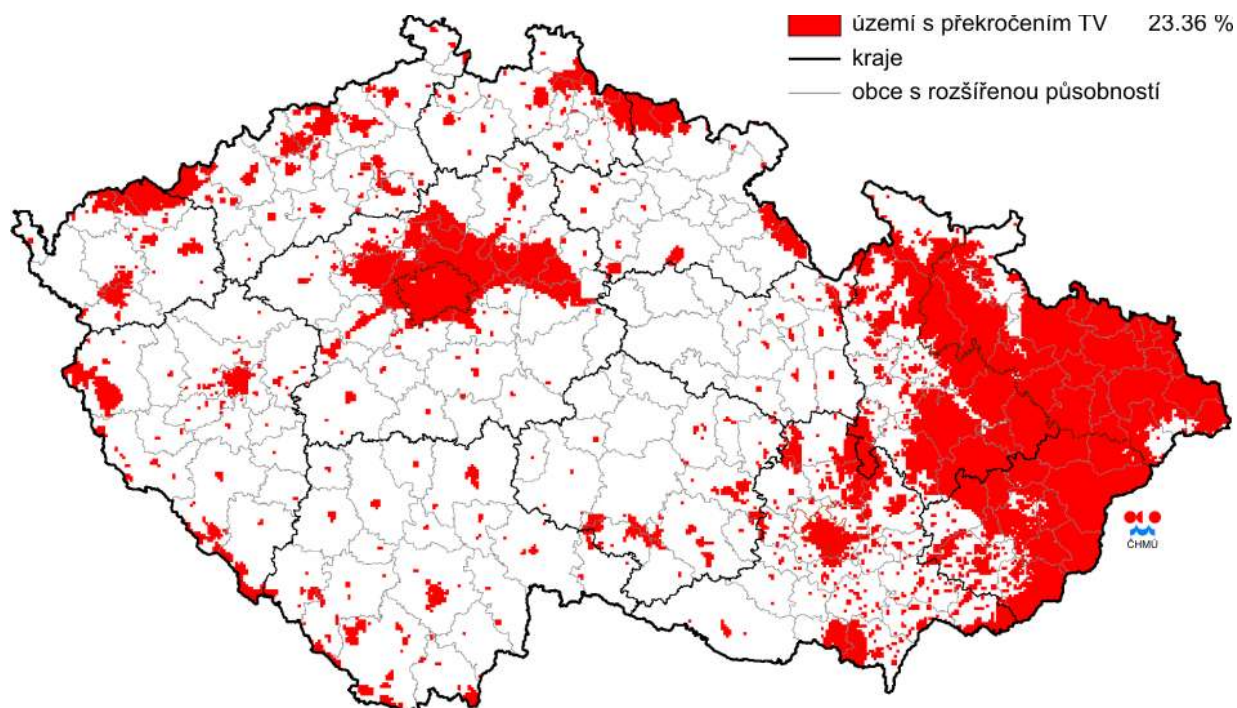 území s překročením TV 23.36 %
kraje
obce s rozšířenou působností
ČHMÚ